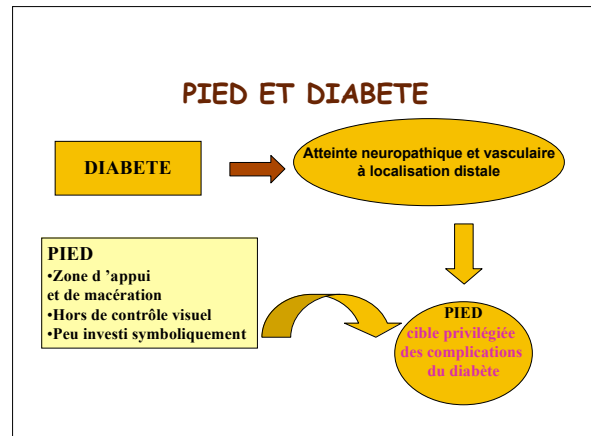 PIED ET DIABETE
DIABETE
Atteinte neuropathique et vasculaire
à localisation distale
PIED
•Zone d ’appui
et de macération
•Hors de contrôle visuel
•Peu investi symboliquement
PIED
cible privilégiée
des complications
du diabète